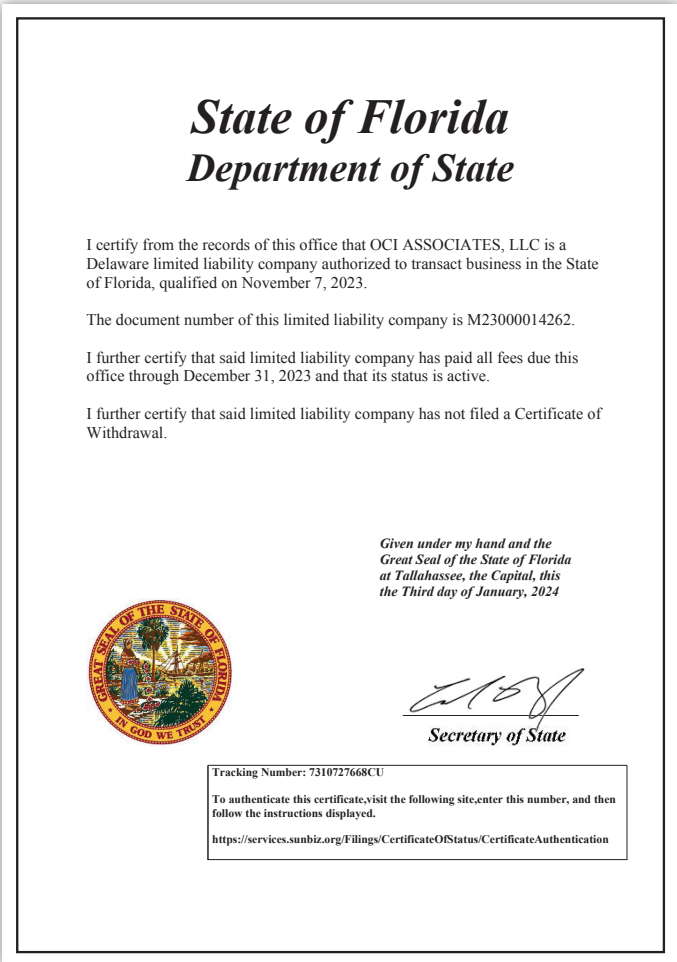 State of Florida
Department of State
I certify from the records of this office that OCI ASSOCIATES, LLC is a
Delaware limited liability company authorized to transact business in the State
of Florida, qualified on November 7, 2023.
The document number of this limited liability company is M23000014262.
I further certify that said limited liability company has paid all fees due this
office through December 31, 2023 and that its status is active.
I further certify that said limited liability company has not filed a Certificate of
Withdrawal.
Given under my hand and the
Great Seal of the State of Florida
at Tallahassee, the Capital, this
the Third day of January, 2024
GREAT SEAL OF THE STATE OF FLORIDA
IN GOD WE TRUST
Secretary of State
Tracking Number: 7310727668CU
To authenticate this certificate,visit the following site,enter this number, and then
follow the instructions displayed.
https://services.sunbiz.org/Filings/CertificateOfStatus/CertificateAuthentication